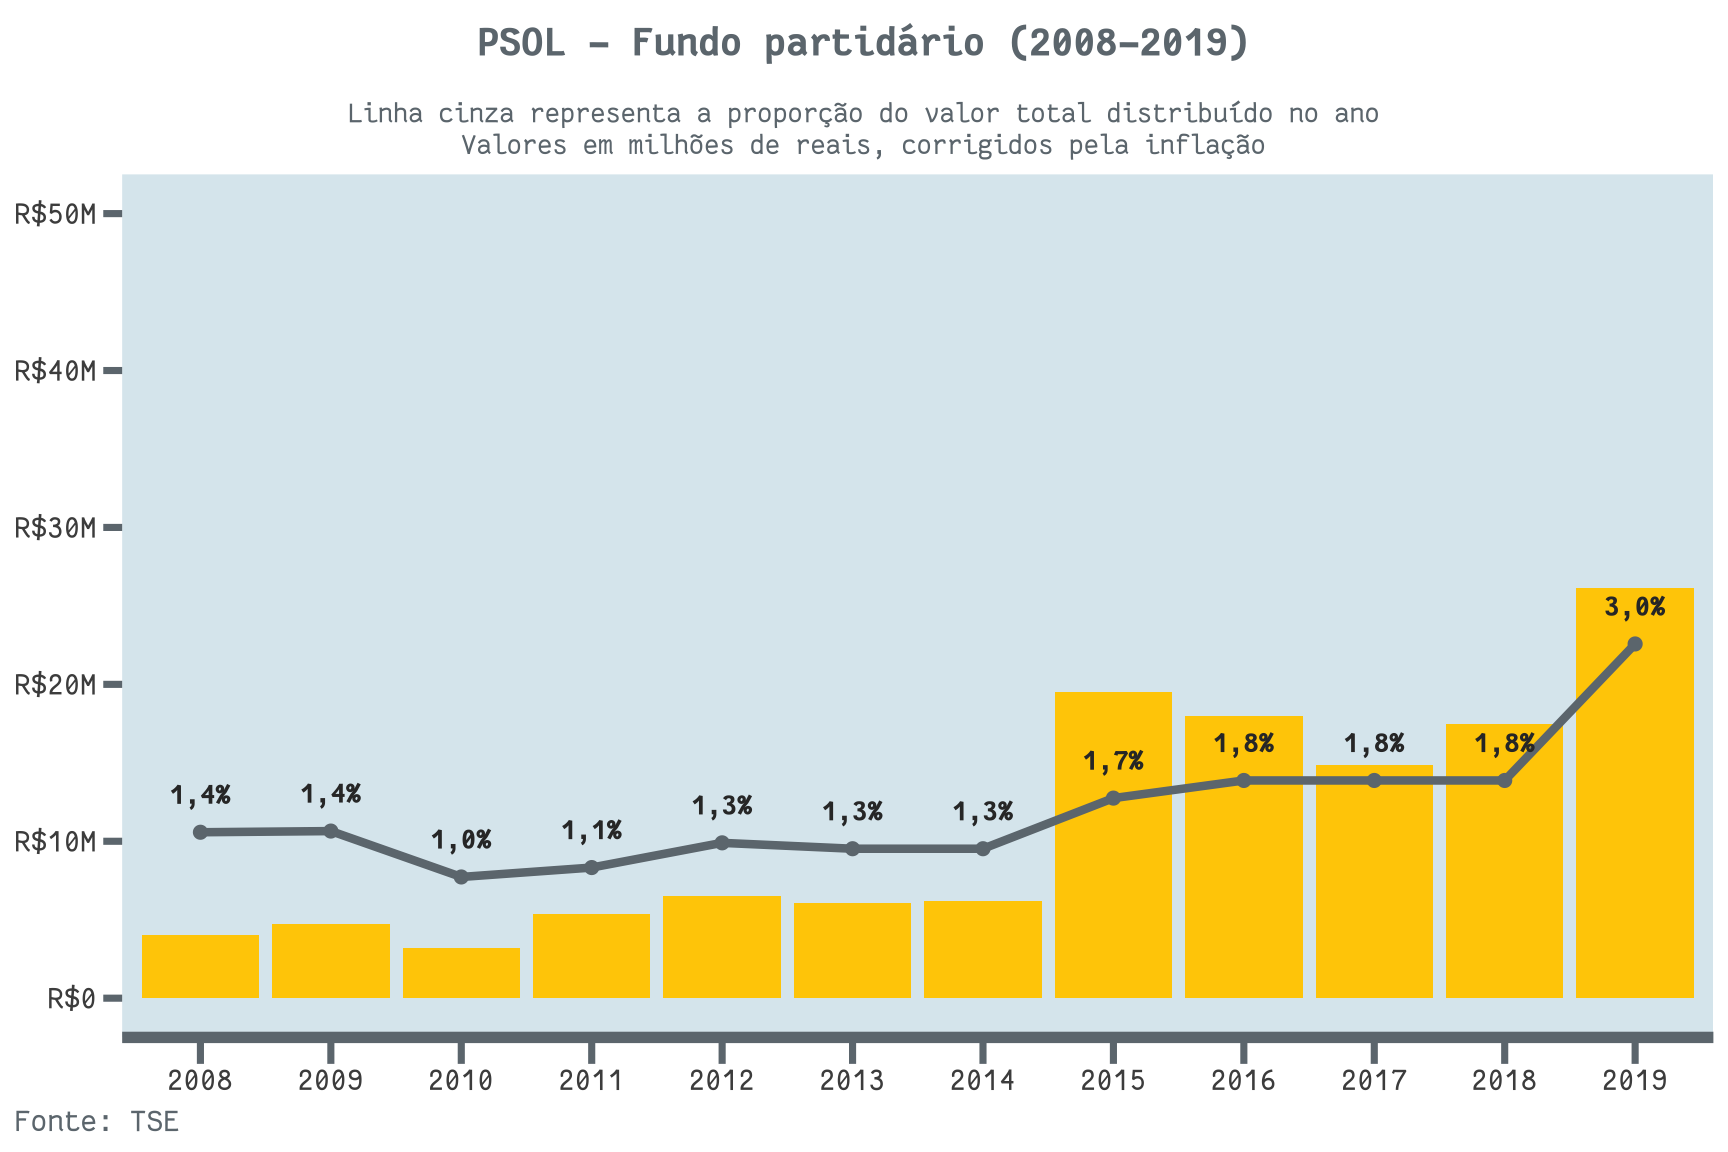 PSOL – Fundo partidário (2008–2019)
Linha cinza representa a proporção do valor total distribuído no ano
Valores em milhões de reais, corrigidos pela inflação
R$50M
R$40M
R$30M
R$20M
R$10M
R$0
1,4%
1,4%
1,0%
1,1%
1,3%
1,3%
1,3%
1,7%
1,8%
1,8%
1,8%
3,0%
2008 2009 2010 2011 2012 2013 2014 2015 2016 2017 2018 2019
Fonte: TSE